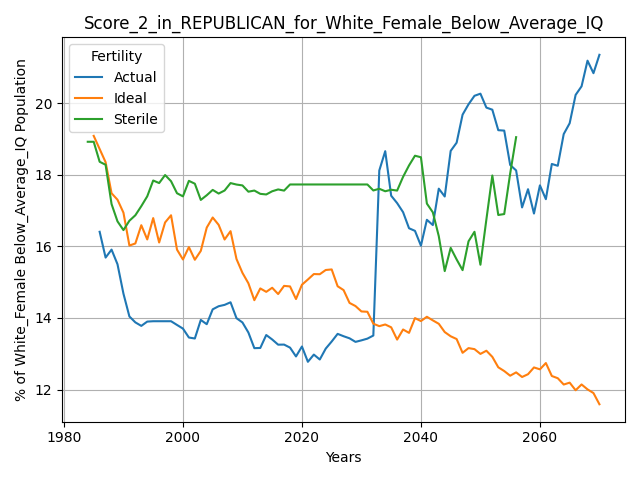 Score_2_in_REPUBLICAN_for_White_Female_Below_Average_IQ
Fertility
Actual
Ideal
Sterile
% of White_Female Below_Average_IQ Population
20
18
16
14
12
1980
2000
2020
2040
2060
Years